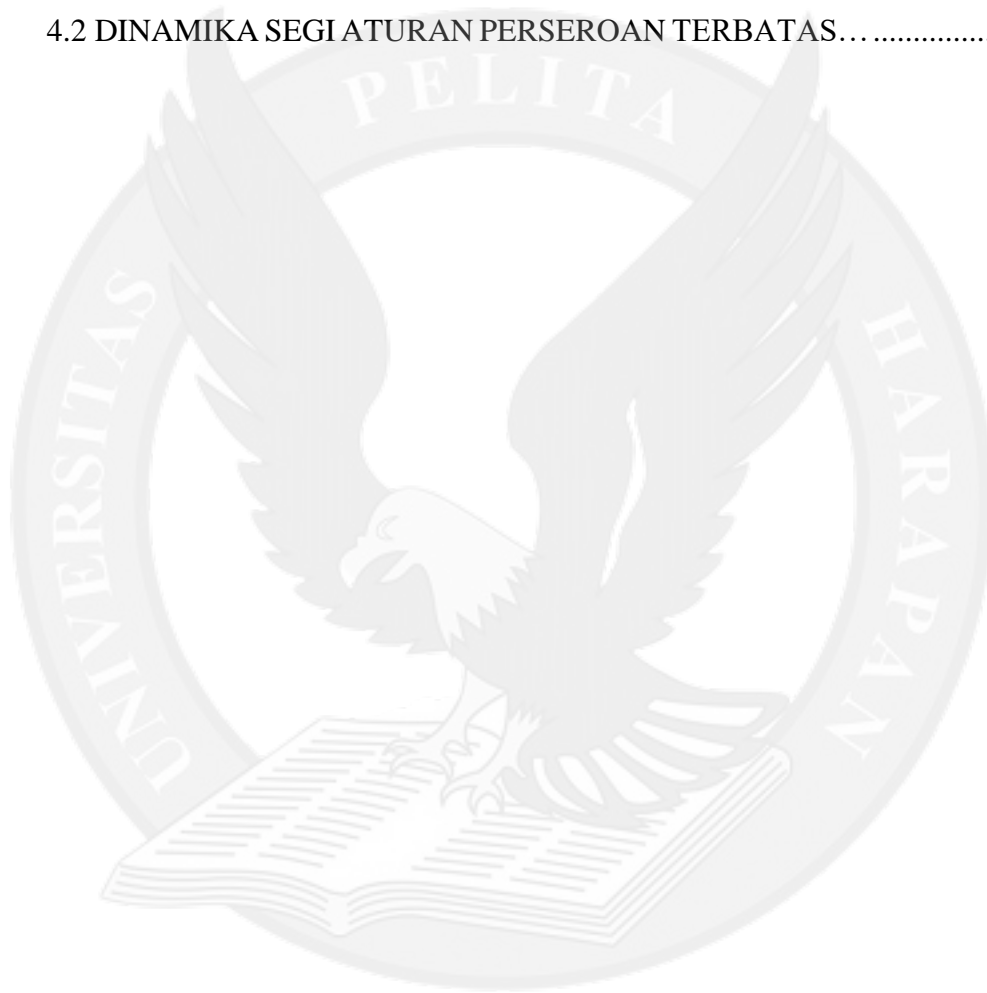 4.2 DINAMIKA SEGI ATURAN PERSEROAN TERBATAS… ..............
UNIVERSITAS PELITA HARAPAN